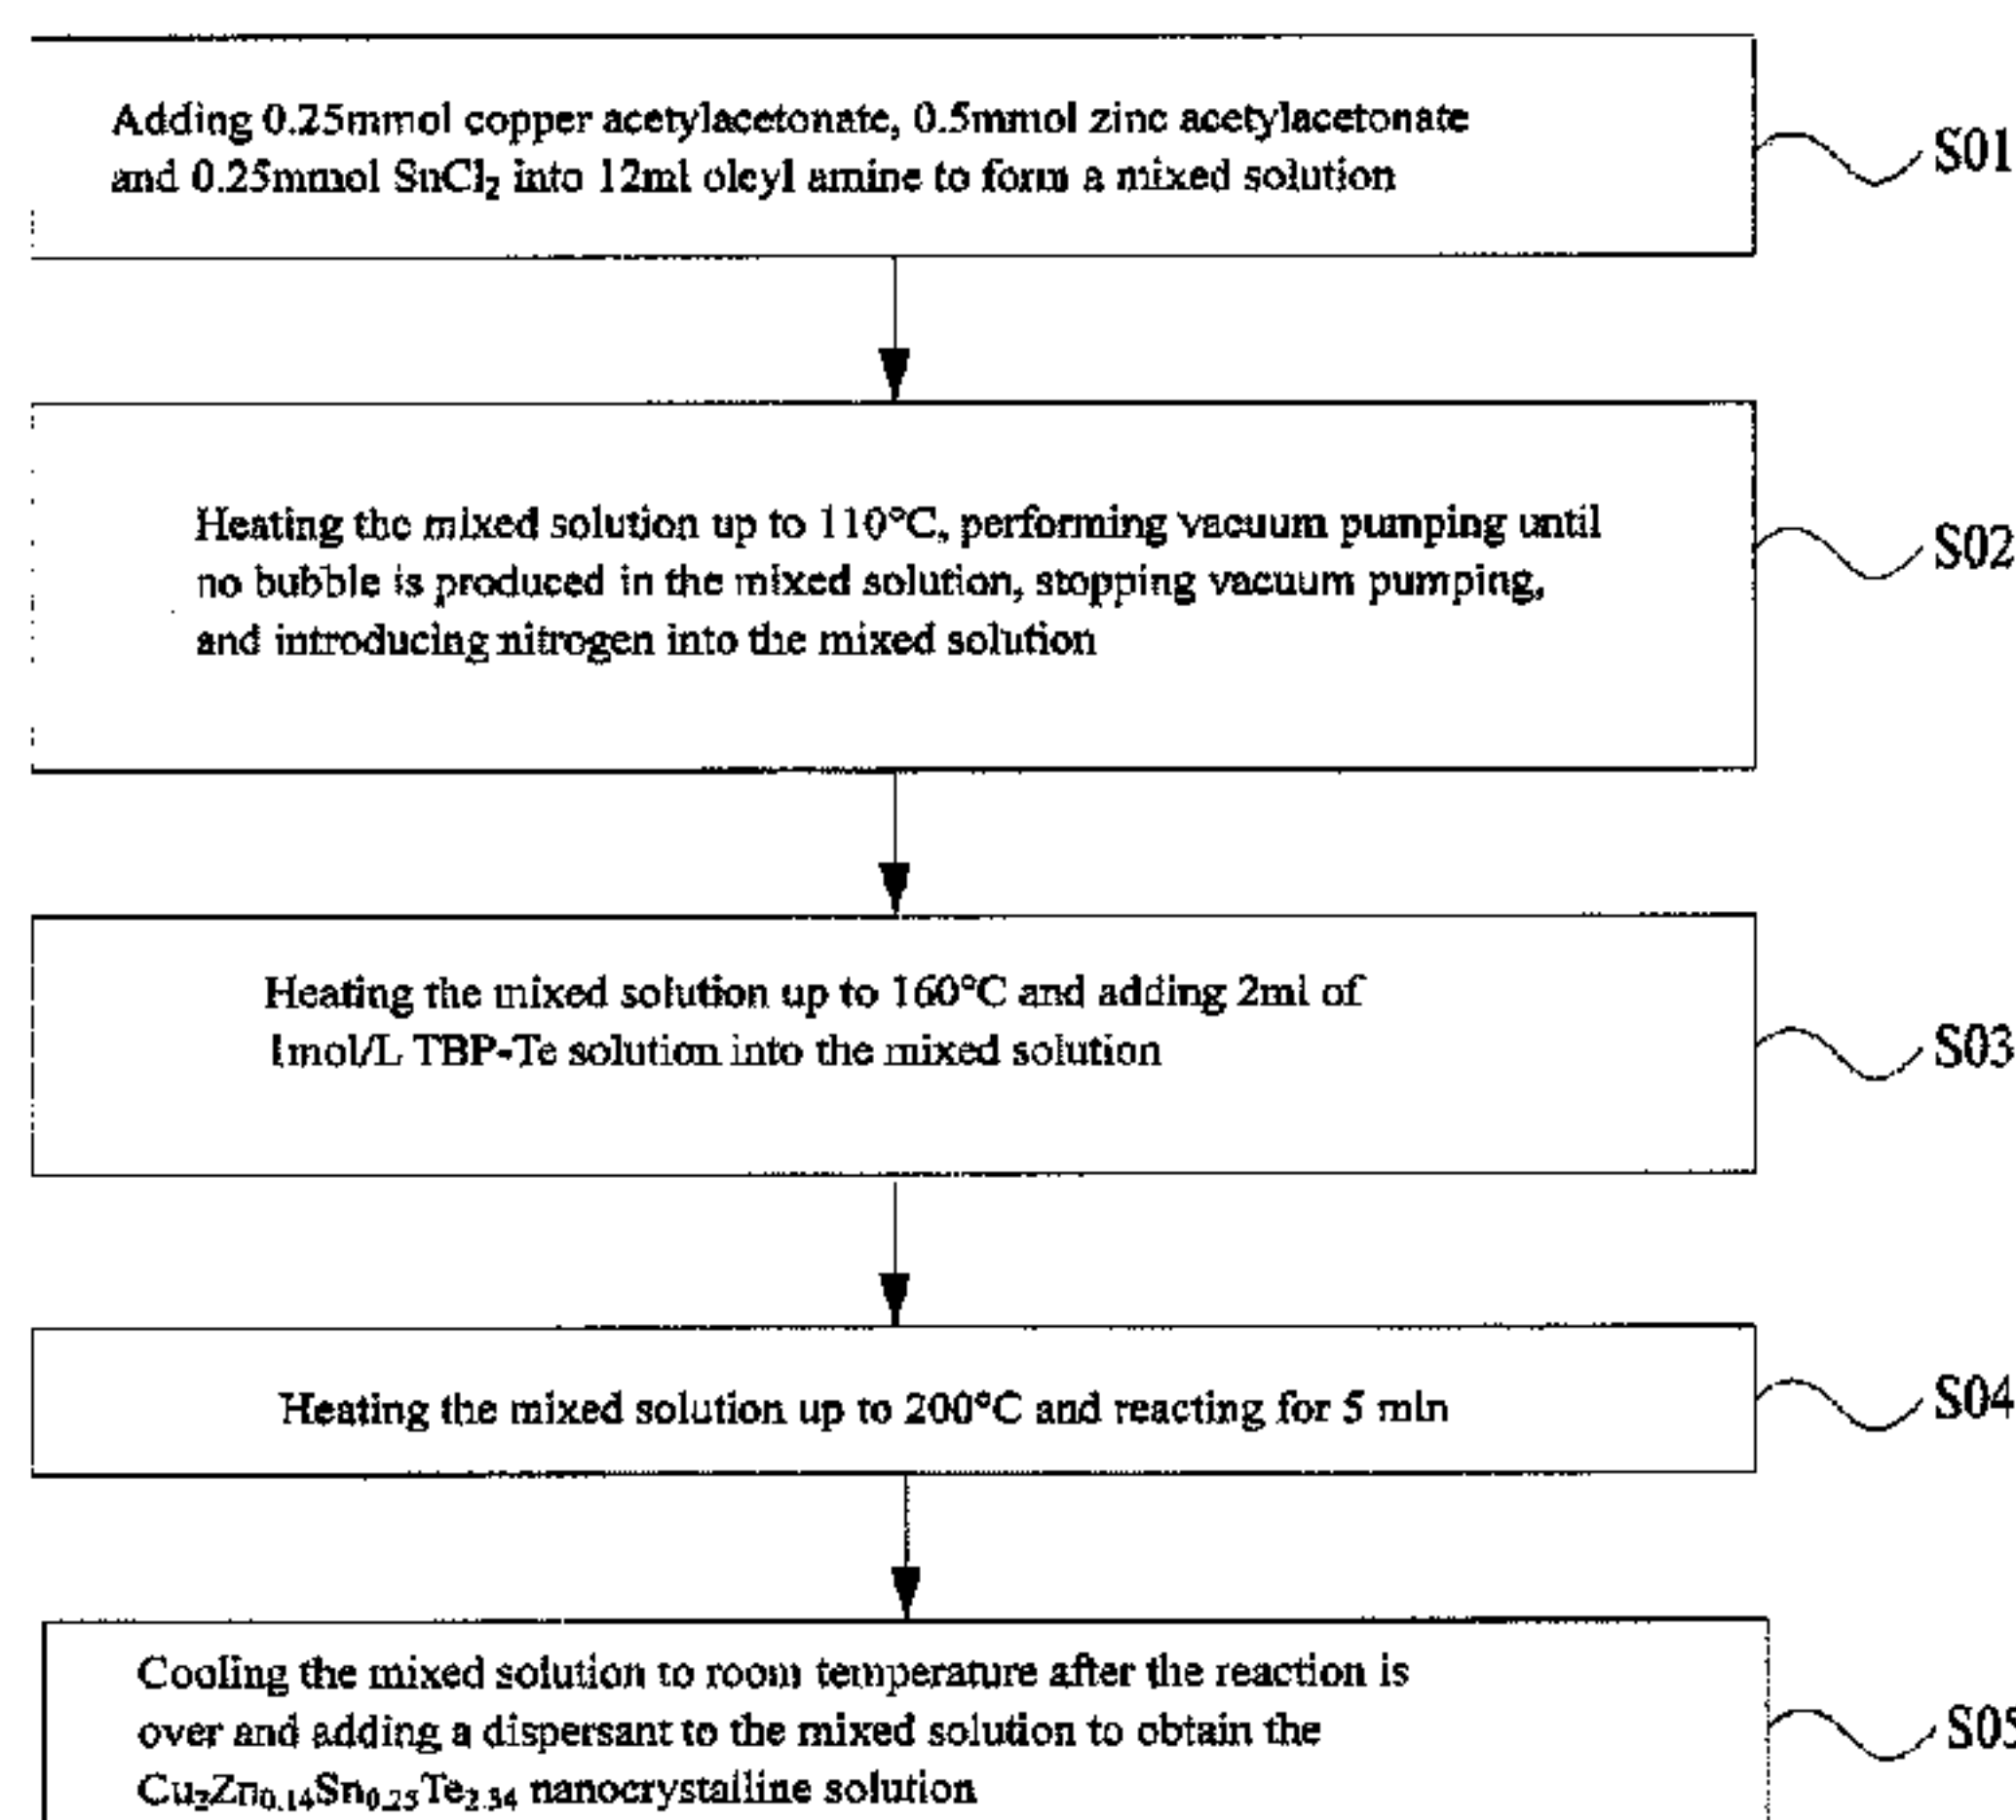 Adding 0.25mmol copper acetylacetonate, 0.5mmol zinc acetylacetonate
and 0.25mmol SnCl₂ into 12ml oleyl amine to form a mixed solution
S01
Heating the mixed solution up to 110°C, performing vacuum pumping until
no bubble is produced in the mixed solution, stopping vacuum pumping,
and introducing nitrogen into the mixed solution
S02
Heating the mixed solution up to 160°C and adding 2ml of
1mol/L TBP-Te solution into the mixed solution
S03
Heating the mixed solution up to 200°C and reacting for 5 min
S04
Cooling the mixed solution to room temperature after the reaction is
over and adding a dispersant to the mixed solution to obtain the
Cu₂Zn₀.₁₄Sn₀.₂₅Te₂.₃₄ nanocrystalline solution
S05